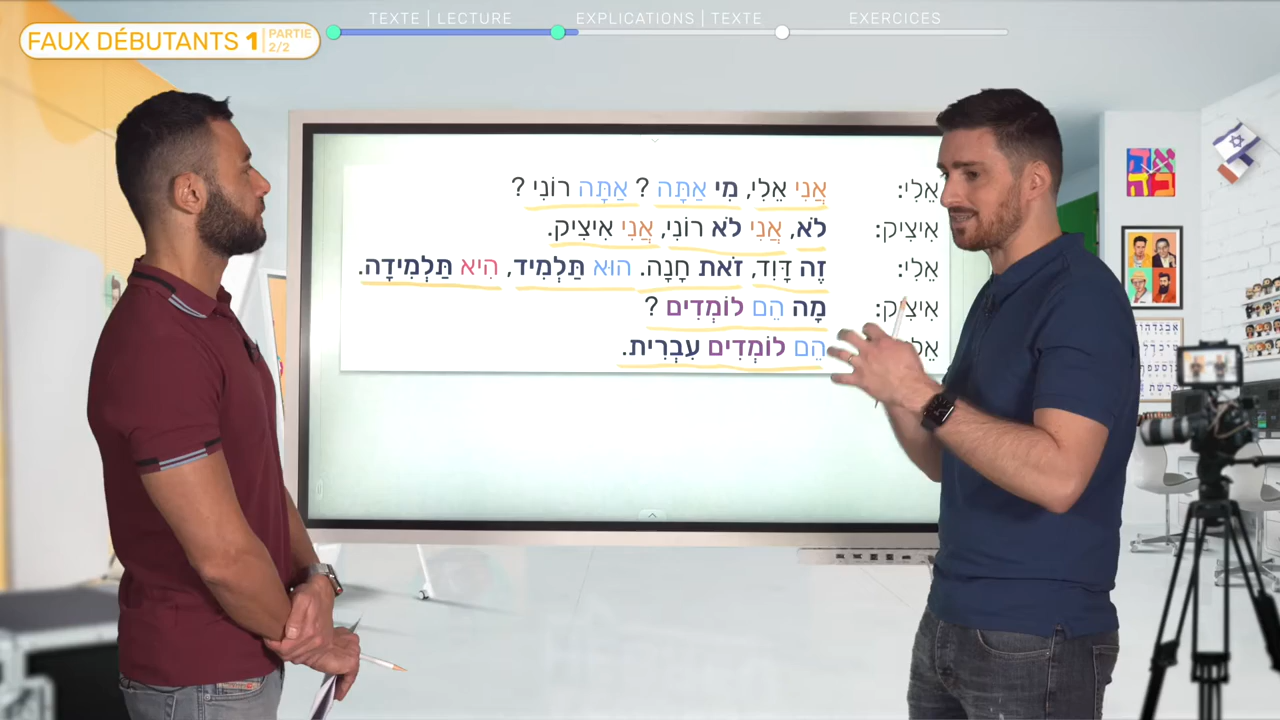 TEXTE | LECTURE
EXPLICATIONS | TEXTE
EXERCICES
FAUX DÉBUTANTS 1 PARTIE 2/2
אֵלִי: אֲנִי אֵלִי, מִי אַתָּה ? אַתָּה רוֹנִי ?
אִיצִיק: לֹא, אֲנִי לֹא רוֹנִי, אֲנִי אִיצִיק.
אֵלִי: זֶה דָּוִד, זֹאת חָנָה. הוּא תַּלְמִיד, הִיא תַּלְמִידָה.
אִיצִיק: מָה הֵם לוֹמְדִים ?
הֵם לוֹמְדִים עִבְרִית.